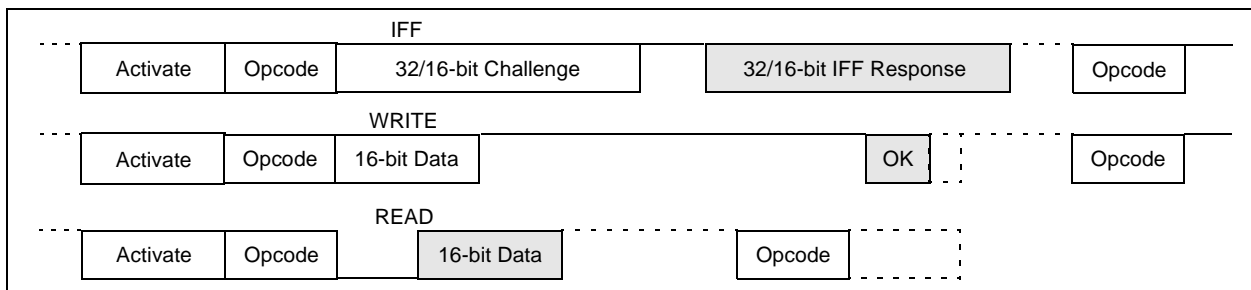 IFF
Activate Opcode 32/16-bit Challenge 32/16-bit IFF Response Opcode
WRITE
Activate Opcode 16-bit Data OK Opcode
READ
Activate Opcode 16-bit Data Opcode